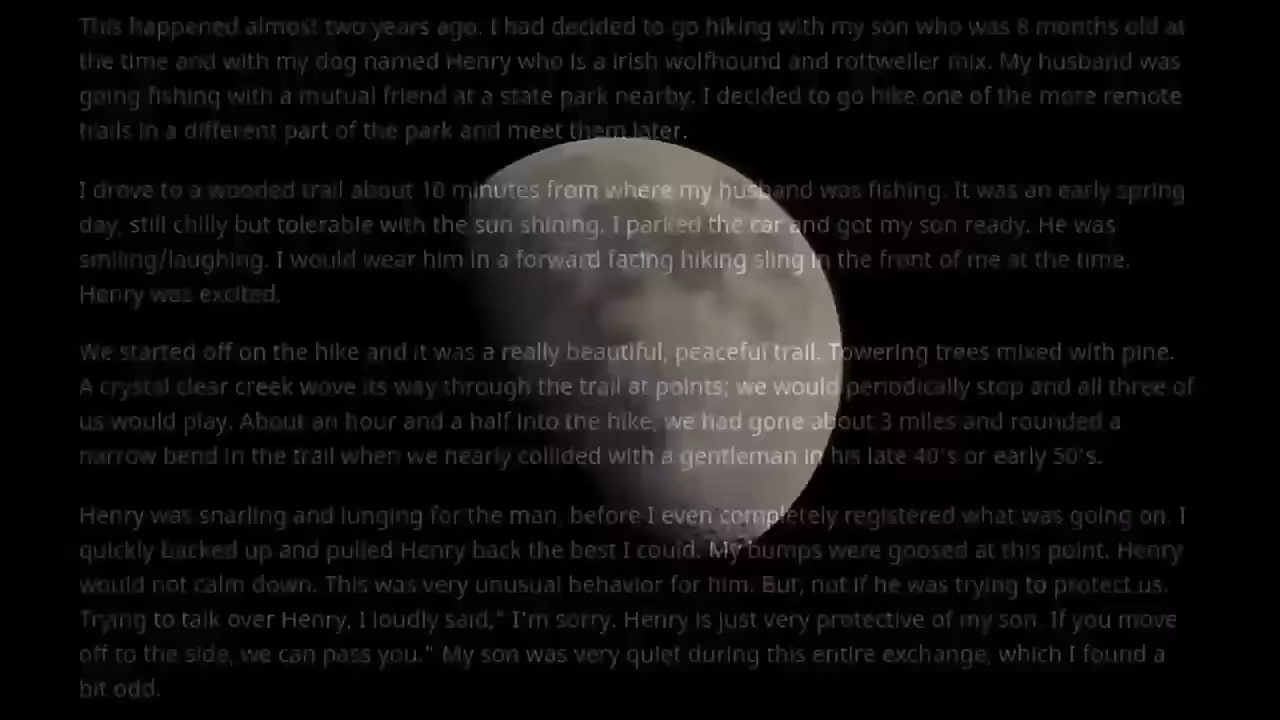 This happened almost two years ago. I had decided to go hiking with my son who was 8 months old at
the time and with my dog named Henry who is a irish wolfhound and rottweiler mix. My husband was
going fishing with a mutual friend at a state park nearby. I decided to go hike one of the more remote
trails in a different part of the park and meet them later.
I drove to a wooded trail about 10 minutes from where my husband was fishing. It was an early spring
day, still chilly but tolerable with the sun shining. I parked the car and got my son ready. He was
smiling/laughing. I would wear him in a forward facing hiking sling in the front of me at the time.
Henry was excited.
We started off on the hike and it was a really beautiful, peaceful trail. Towering trees mixed with pine.
A crystal clear creek wove its way through the trail at points; we would periodically stop and all three of
us would play. About an hour and a half into the hike, we had gone about 3 miles and rounded a
narrow bend in the trail when we nearly collided with a gentleman in his late 40's or early 50's.
Henry was snarling and lunging for the man, before I even completely registered what was going on. I
quickly backed up and pulled Henry back the best I could. My bumps were goosed at this point. Henry
would not calm down. This was very unusual behavior for him. But, not if he was trying to protect us.
Trying to talk over Henry, I loudly said," I'm sorry. Henry is just very protective of my son. If you move
off to the side, we can pass you." My son was very quiet during this entire exchange, which I found a
bit odd.